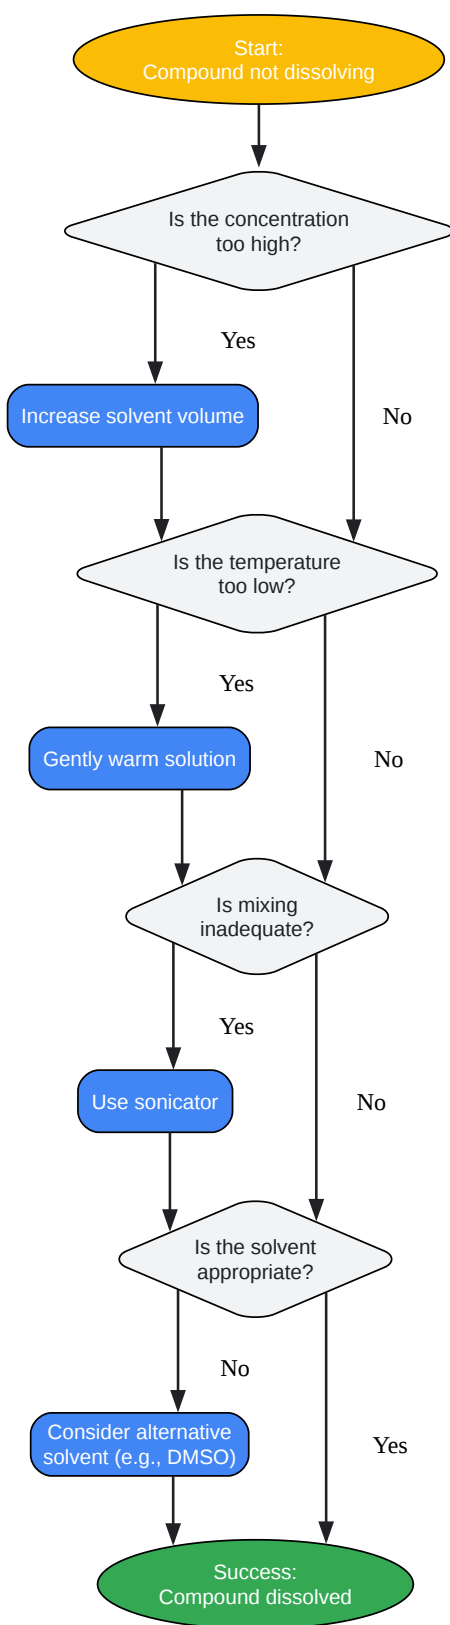 Start:
Compound not dissolving
Is the concentration
too high?
Yes
Increase solvent volume
No
Is the temperature
too low?
Yes
Gently warm solution
No
Is mixing
inadequate?
Yes
Use sonicator
No
Is the solvent
appropriate?
No
Consider alternative
solvent (e.g., DMSO)
Yes
Success:
Compound dissolved